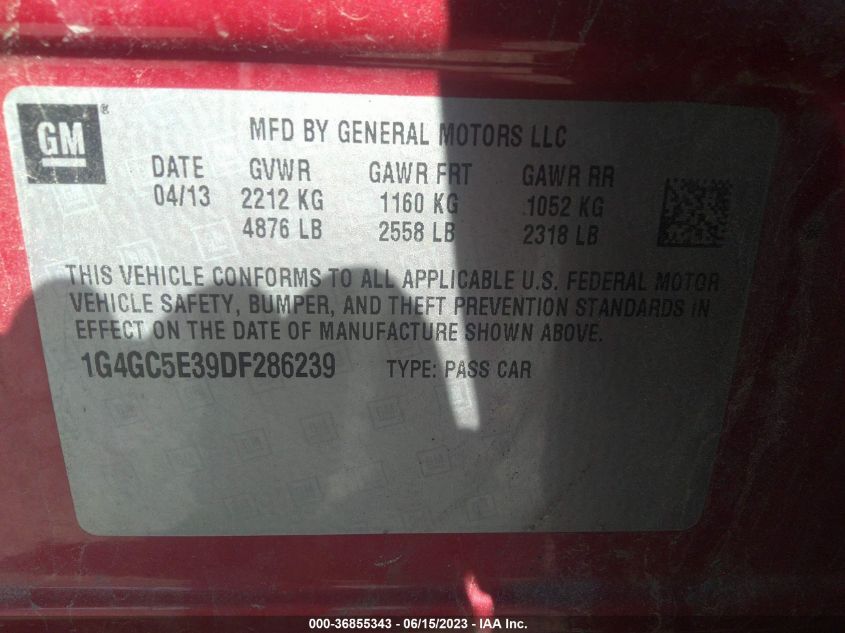 GM®
MFD BY GENERAL MOTORS LLC
DATE GVWR GAWR FRT GAWR RR
04/13 2212 KG 1160 KG 1052 KG
4876 LB 2558 LB 2318 LB
THIS VEHICLE CONFORMS TO ALL APPLICABLE U.S. FEDERAL MOTOR
VEHICLE SAFETY, BUMPER, AND THEFT PREVENTION STANDARDS IN
EFFECT ON THE DATE OF MANUFACTURE SHOWN ABOVE.
1G4GC5E39DF286239 TYPE: PASS CAR
000-36855343 - 06/15/2023 - IAA Inc.